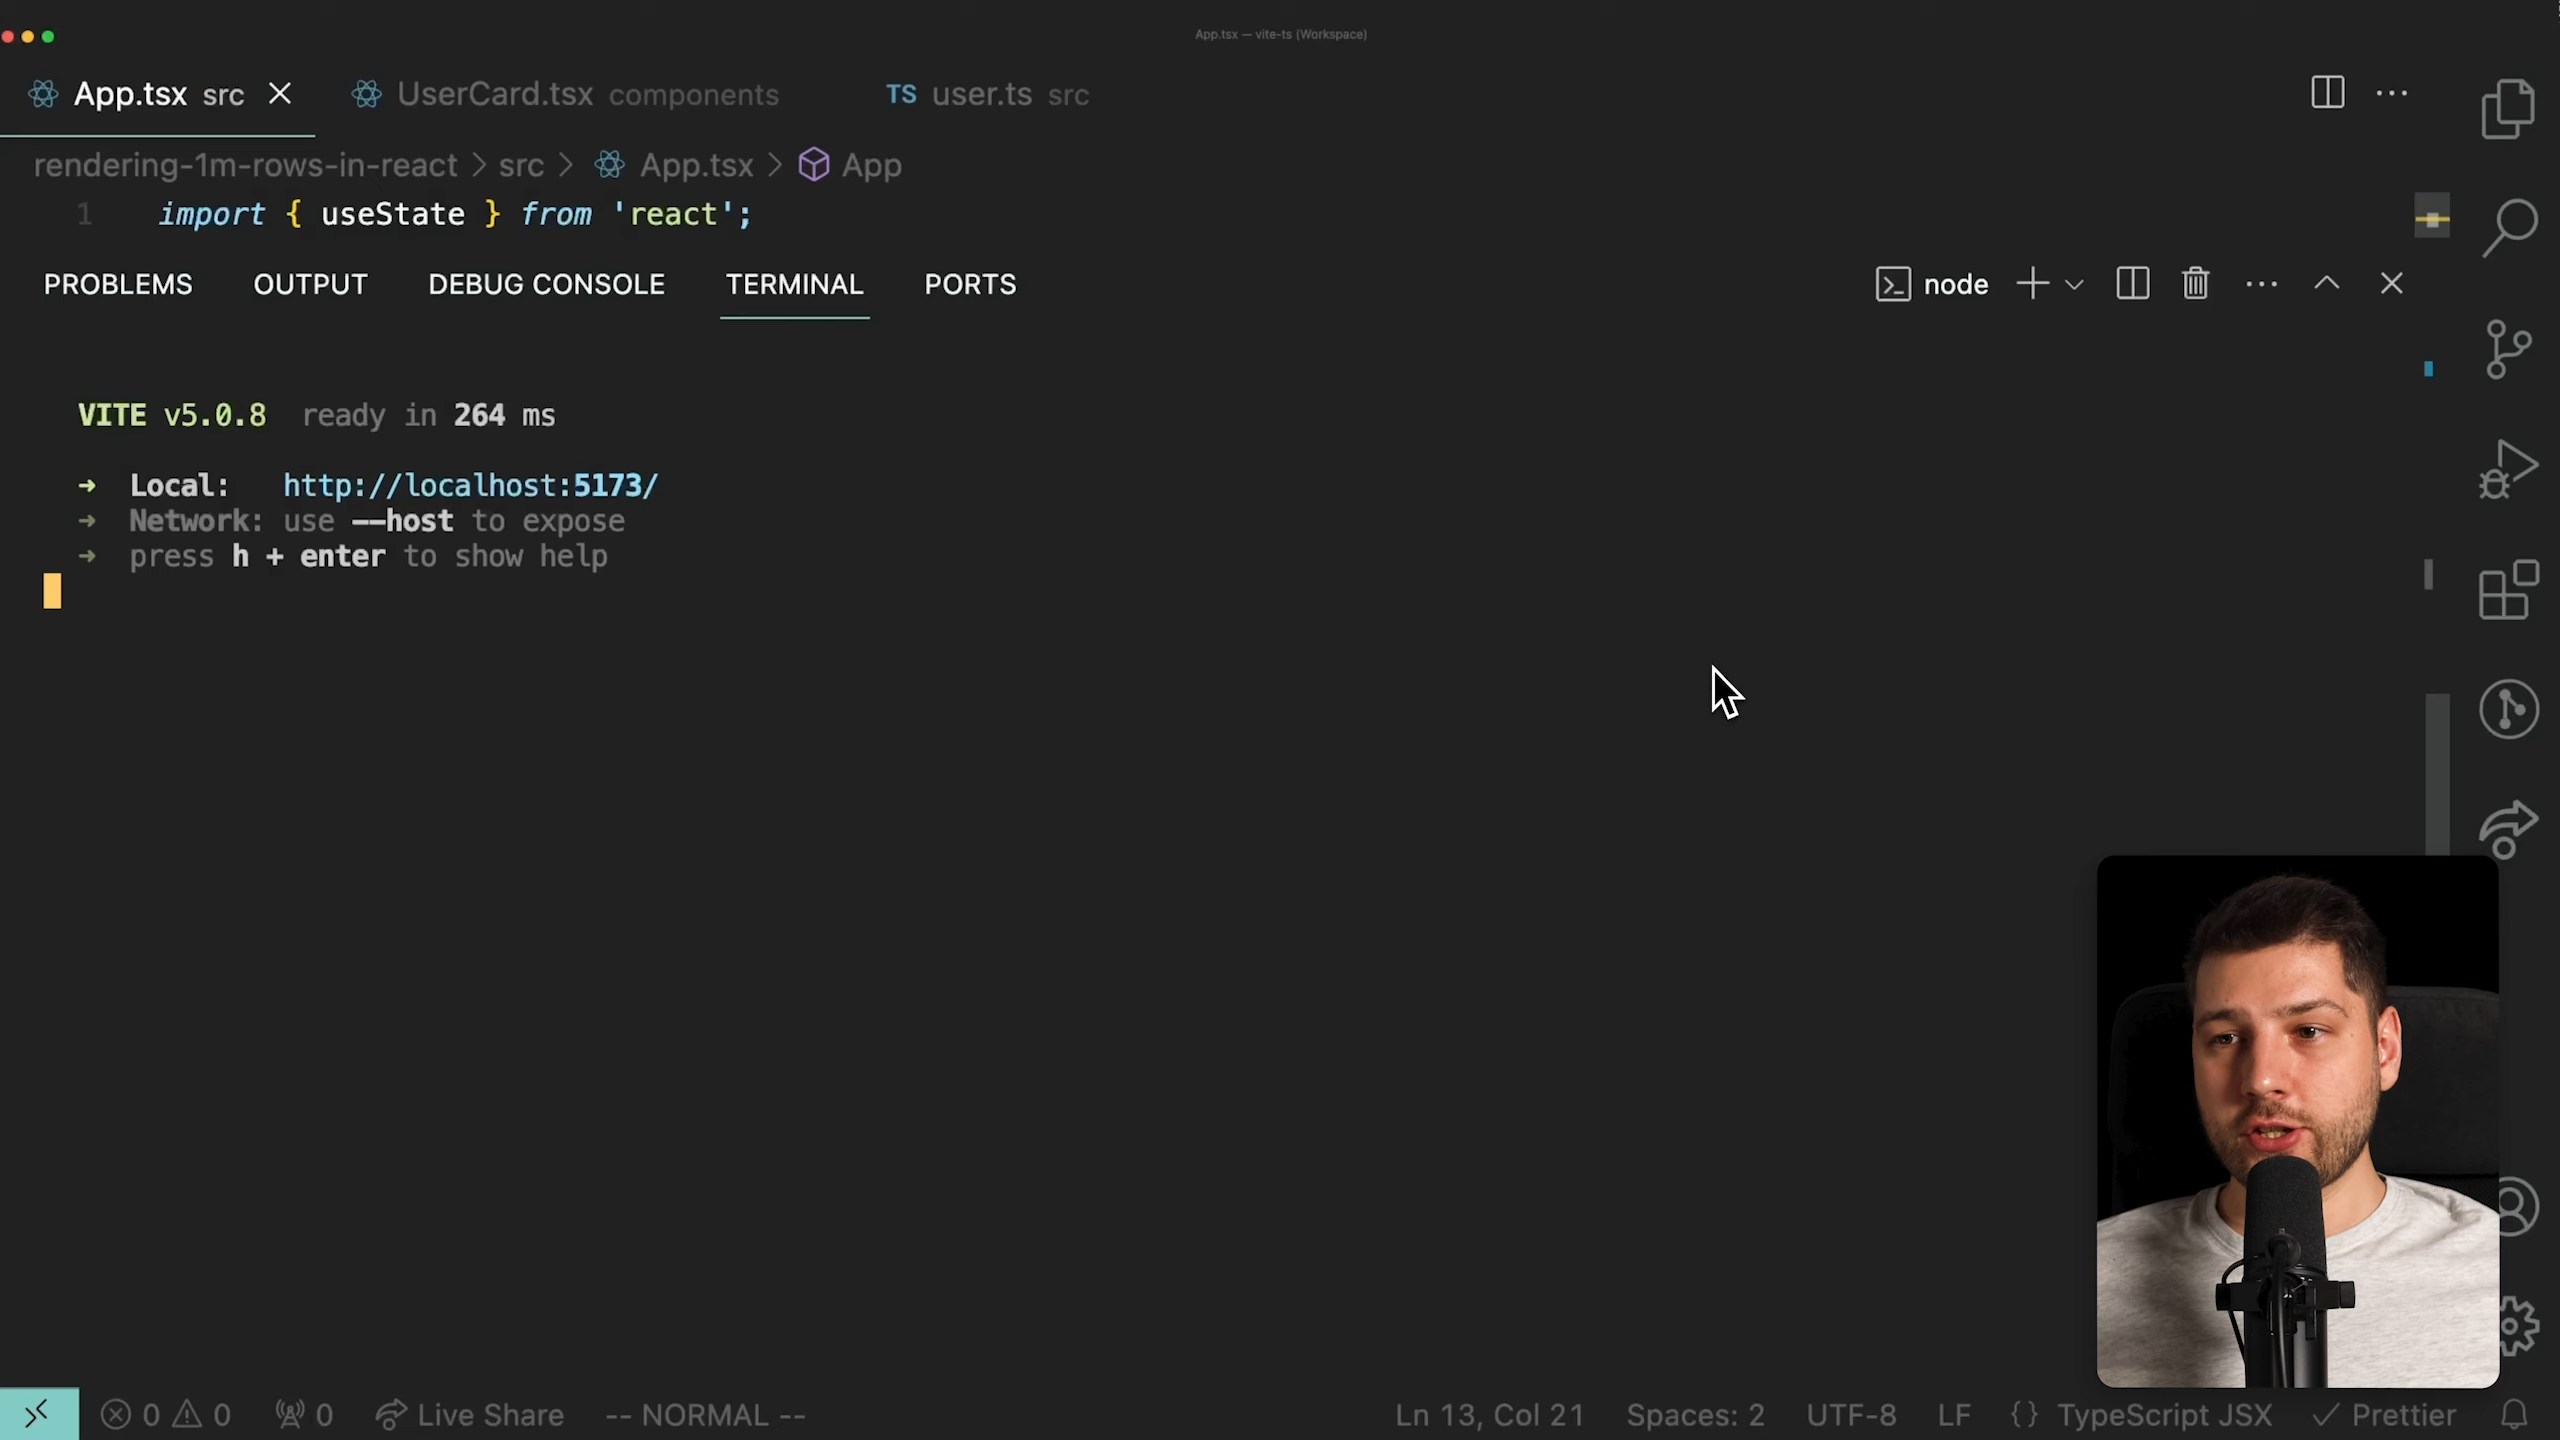 App.tsx — vite-ts (Workspace)
App.tsx src UserCard.tsx components TS user.ts src
rendering-1m-rows-in-react > src > App.tsx > App
1 import { useState } from 'react';
PROBLEMS OUTPUT DEBUG CONSOLE TERMINAL PORTS node
VITE v5.0.8 ready in 264 ms
➜ Local: http://localhost:5173/
➜ Network: use --host to expose
➜ press h + enter to show help
0 0 0 Live Share -- NORMAL -- Ln 13, Col 21 Spaces: 2 UTF-8 LF {} TypeScript JSX Prettier